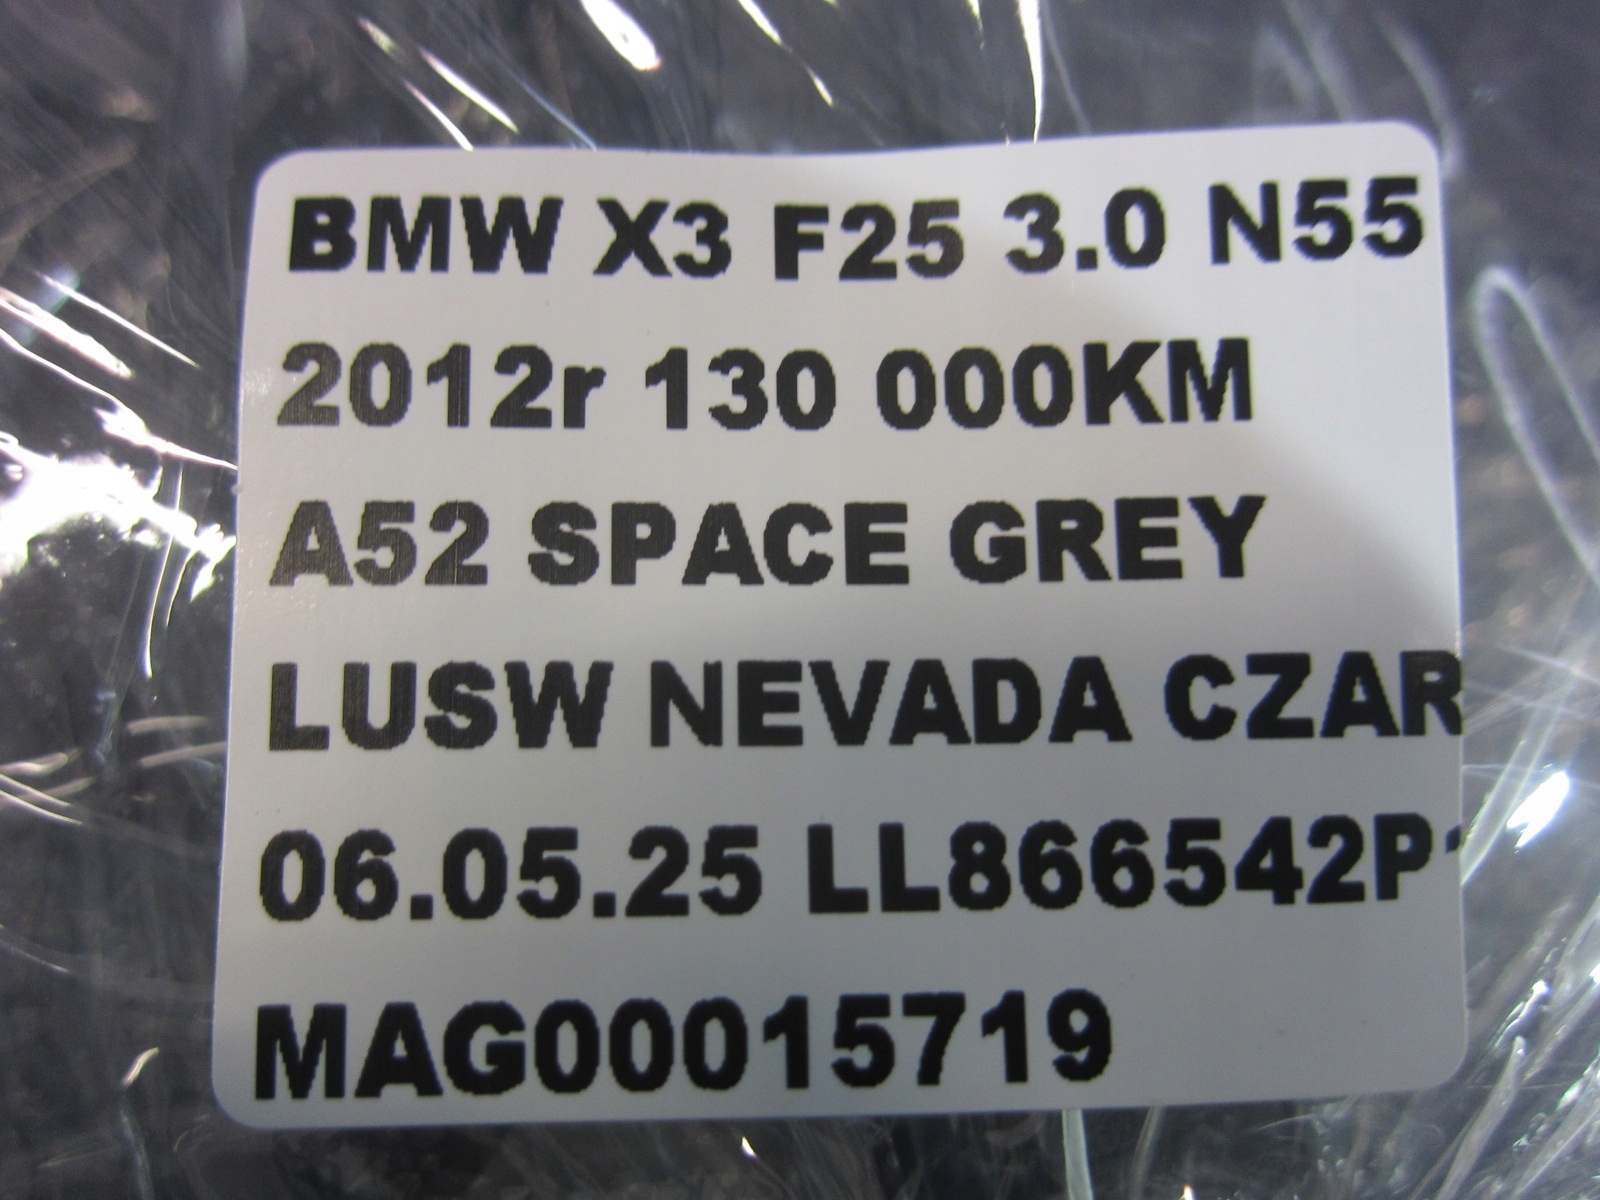 BMW X3 F25 3.0 N55
2012r 130 000KM
A52 SPACE GREY
LUSW NEVADA CZAR
06.05.25 LL866542P
MAG00015719